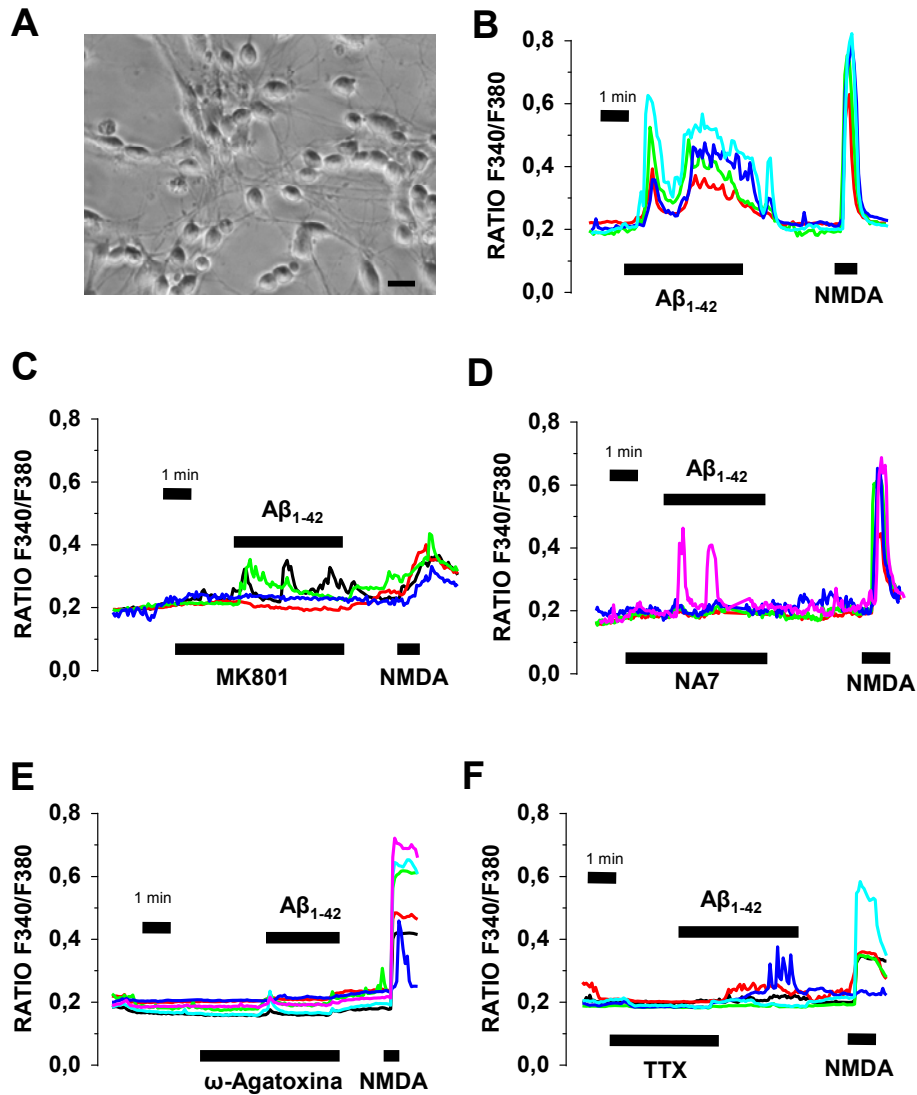 A
B
RATIO F340/F380
0,8
0,6
0,4
0,2
0,0
1 min
Aβ1-42
NMDA
C
RATIO F340/F380
0,8
0,6
0,4
0,2
0,0
1 min
Aβ1-42
MK801
NMDA
D
RATIO F340/F380
0,8
0,6
0,4
0,2
0,0
1 min
Aβ1-42
NA7
NMDA
E
RATIO F340/F380
0,8
0,6
0,4
0,2
0,0
1 min
Aβ1-42
ω-Agatoxina
NMDA
F
RATIO F340/F380
0,8
0,6
0,4
0,2
0,0
1 min
Aβ1-42
TTX
NMDA